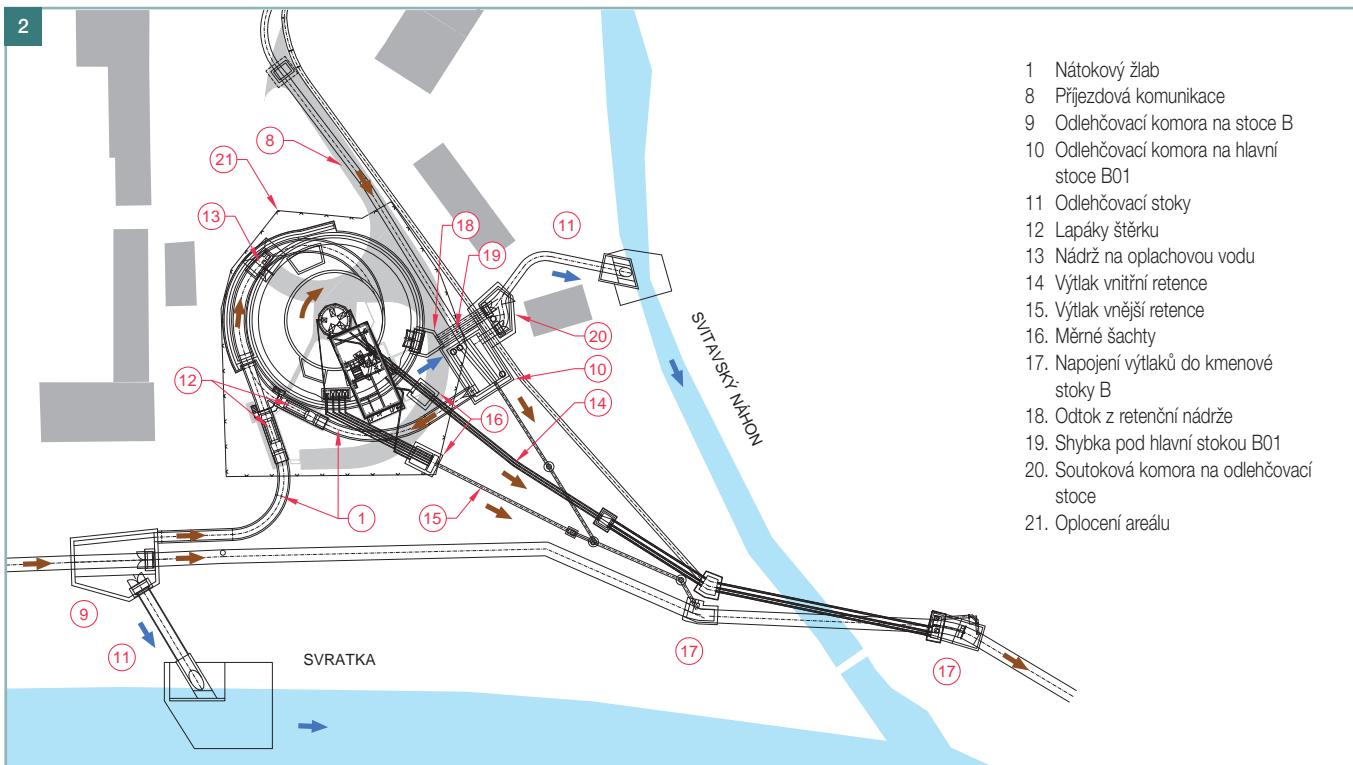 2
8
21
13
18
19
11
20
10
12
16
14
15
1
9
11
17
17
SVITAVSKÝ NÁHON
SVRATKA
1 Nátokový žlab
8 Příjezdová komunikace
9 Odlehčovací komora na stoce B
10 Odlehčovací komora na hlavní
stoce B01
11 Odlehčovací stoky
12 Lapáky štěrku
13 Nádrž na oplachovou vodu
14 Výtlak vnitřní retence
15. Výtlak vnější retence
16. Měrné šachty
17. Napojení výtlaků do kmenové
stoky B
18. Odtok z retenční nádrže
19. Shybka pod hlavní stokou B01
20. Soutoková komora na odlehčovací
stoce
21. Oplocení areálu